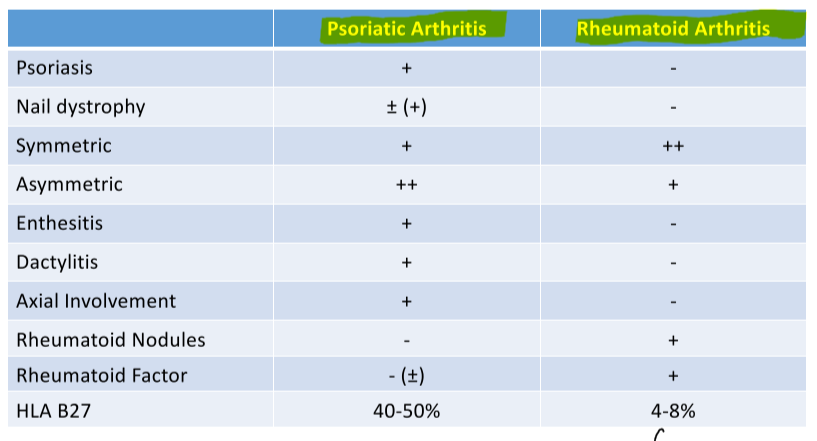 Psoriatic Arthritis Rheumatoid Arthritis
Psoriasis + -
Nail dystrophy ± (+) -
Symmetric + ++
Asymmetric ++ +
Enthesitis + -
Dactylitis + -
Axial Involvement + -
Rheumatoid Nodules - +
Rheumatoid Factor - (±) +
HLA B27 40-50% 4-8%